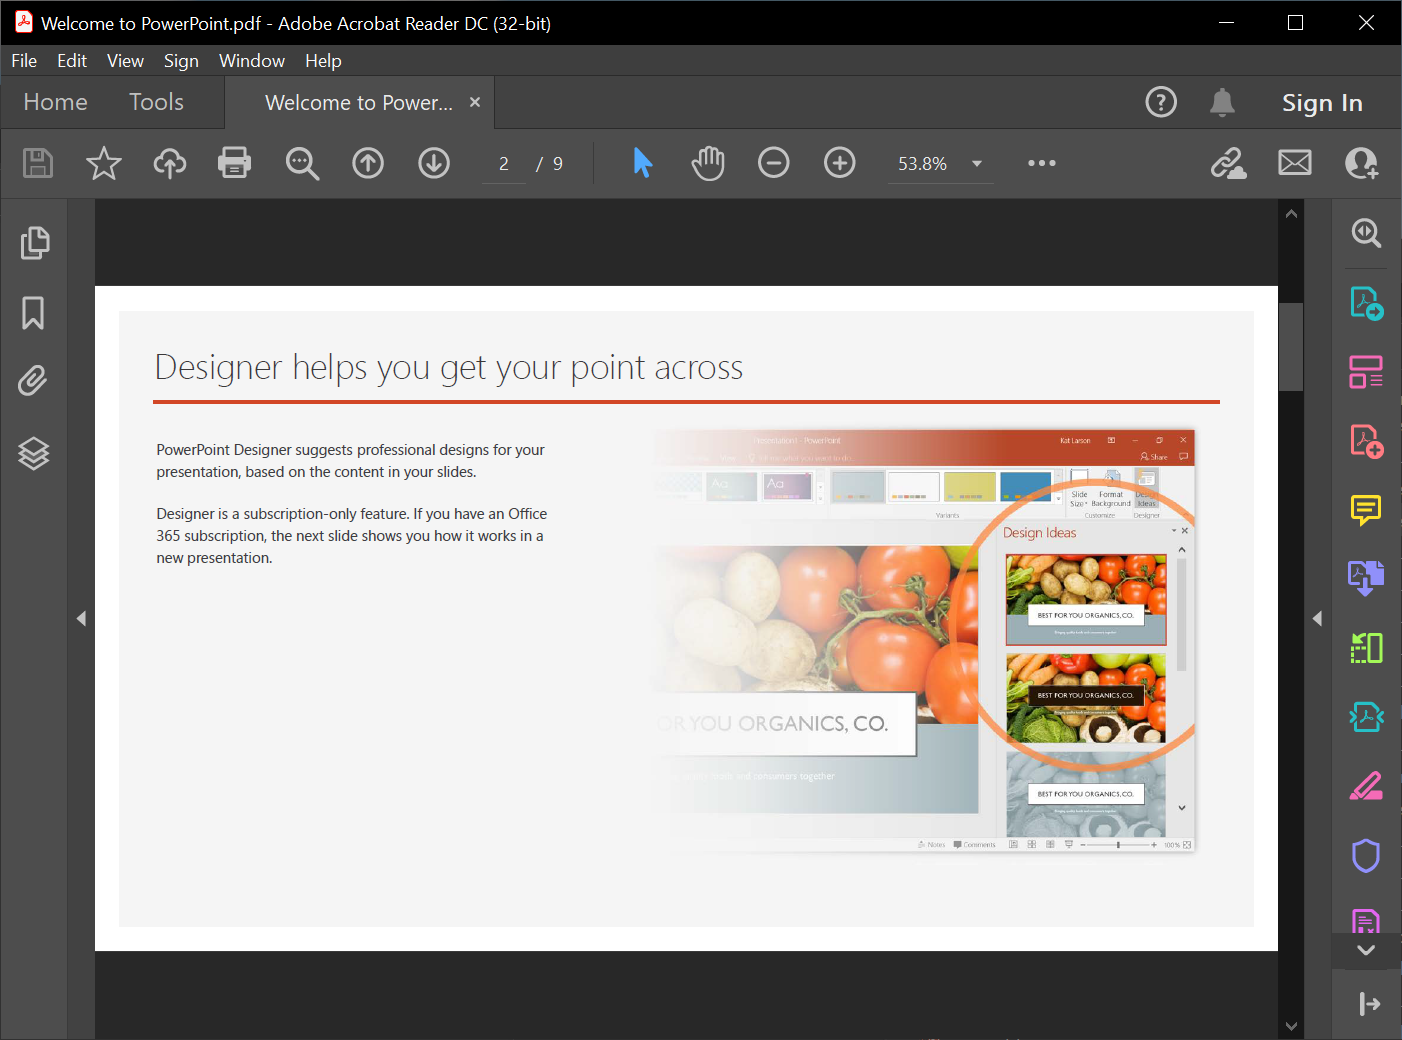 Welcome to PowerPoint.pdf - Adobe Acrobat Reader DC (32-bit)
File Edit View Sign Window Help
Home Tools Welcome to Power... Sign In
2 / 9 53.8%
Designer helps you get your point across
PowerPoint Designer suggests professional designs for your
presentation, based on the content in your slides.
Designer is a subscription-only feature. If you have an Office
365 subscription, the next slide shows you how it works in a
new presentation.
Presentation1 - PowerPoint Kat Larson
Share
Aa Aa
Slide Format Design
Size Background Ideas
Variants Customize Designer
Design Ideas
BEST FOR YOU ORGANICS, CO.
BEST FOR YOU ORGANICS, CO.
OR YOU ORGANICS, CO.
and consumers together
BEST FOR YOU ORGANICS, CO.
Notes Comments 100%